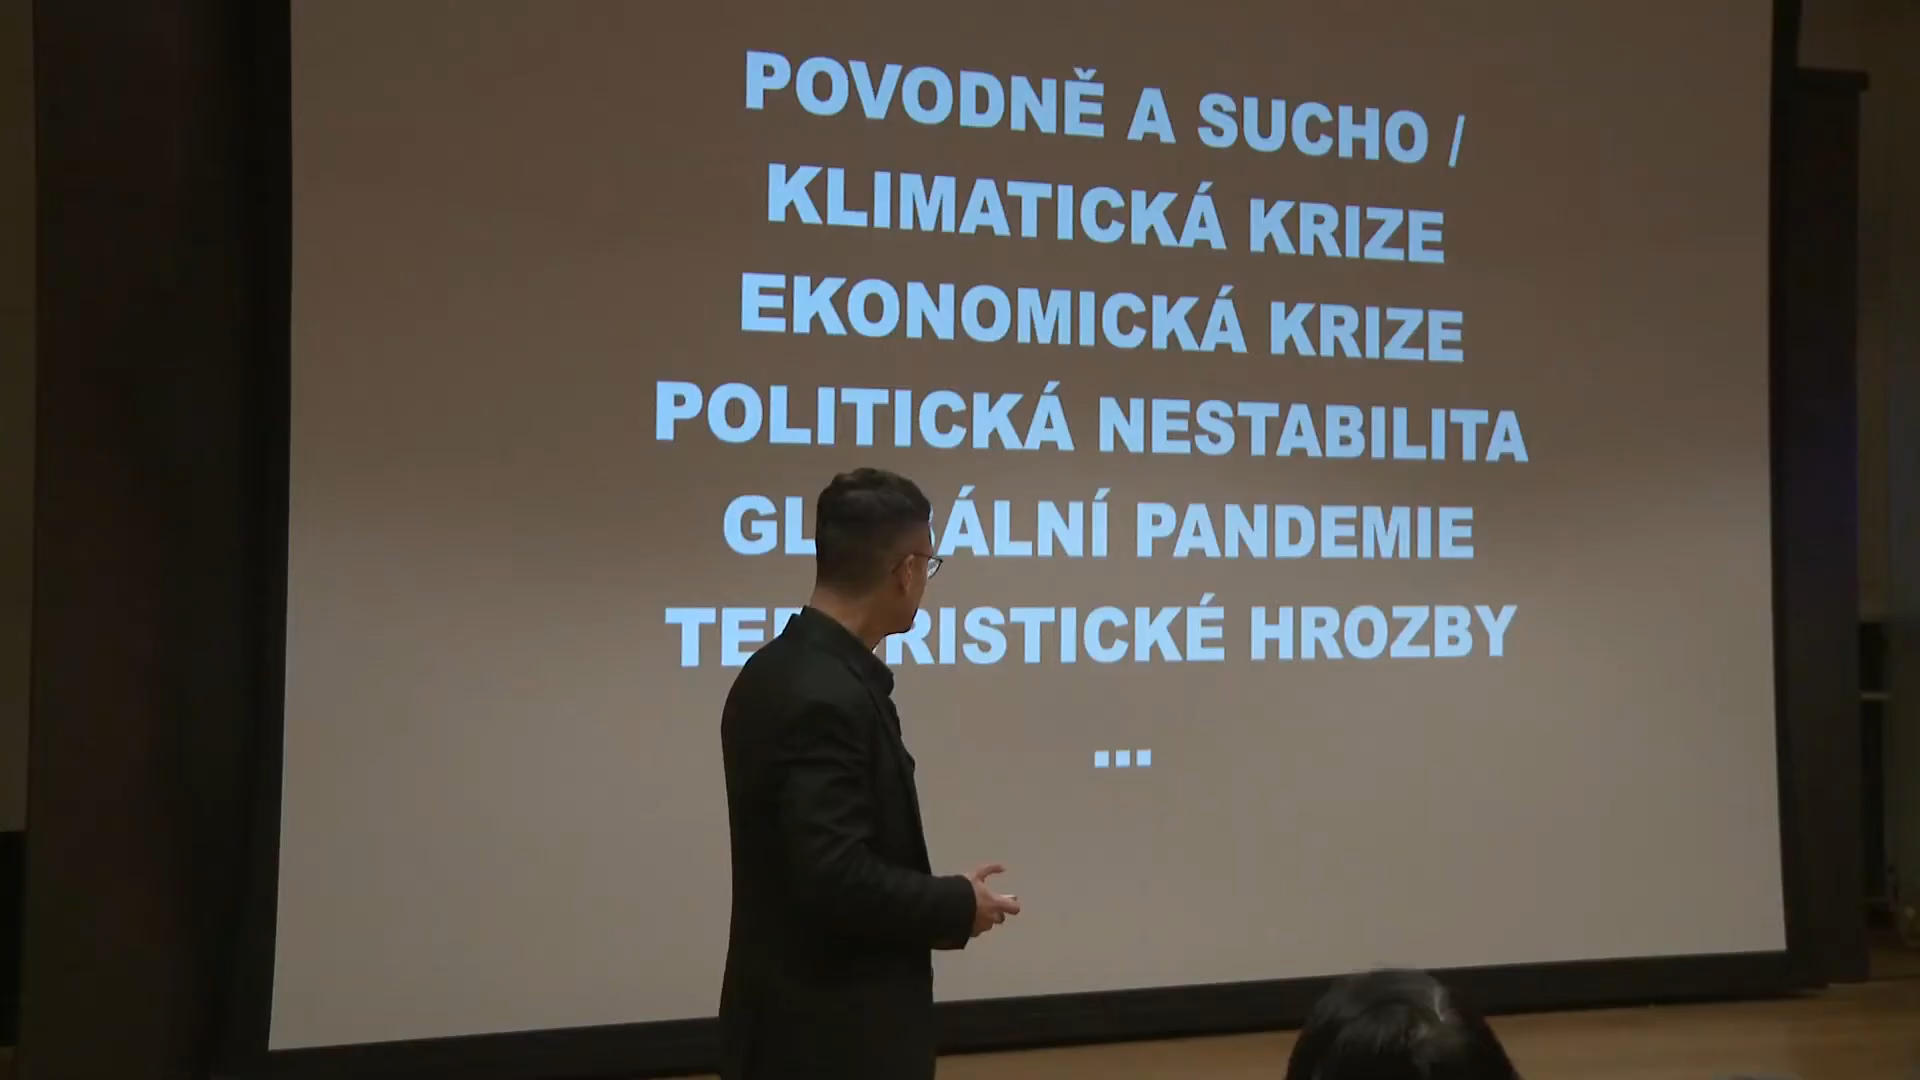 POVODNĚ A SUCHO /
KLIMATICKÁ KRIZE
EKONOMICKÁ KRIZE
POLITICKÁ NESTABILITA
PANDEMIE
HROZBY
...